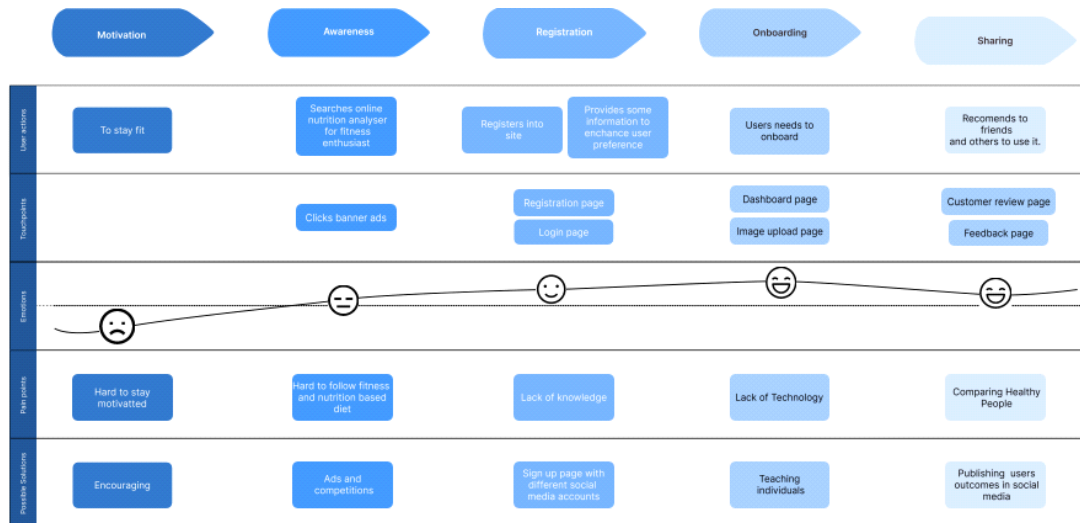 Motivation
Awareness
Registration
Onboarding
Sharing
User actions
To stay fit
Searches online
nutrition analyser
for fitness
enthusiast
Registers into
site
Provides some
information to
enchance user
preference
Users needs to
onboard
Recomends to
friends
and others to use it.
Touchpoints
Clicks banner ads
Registration page
Login page
Dashboard page
Image upload page
Customer review page
Feedback page
Emotions
Pain points
Hard to stay
motivatted
Hard to follow fitness
and nutrition based
diet
Lack of knowledge
Lack of Technology
Comparing Healthy
People
Possible Solutions
Encouraging
Ads and
competitions
Sign up page with
different social
media accounts
Teaching
individuals
Publishing users
outcomes in social
media